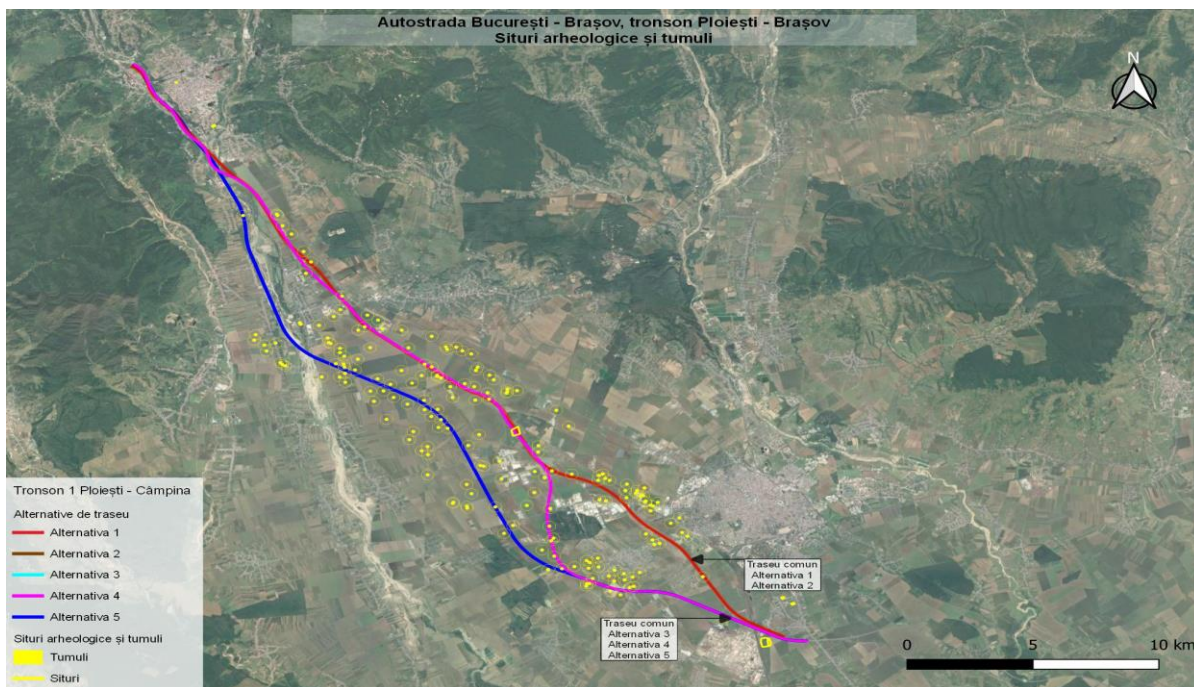 Autostrada București - Brașov, tronson Ploiești - Brașov
Situri arheologice și tumuli
N
Tronson 1 Ploiești - Câmpina
Alternative de traseu
Alternativa 1
Alternativa 2
Alternativa 3
Alternativa 4
Alternativa 5
Situri arheologice și tumuli
Tumuli
Situri
Traseu comun
Alternativa 1
Alternativa 2
Traseu comun
Alternativa 3
Alternativa 4
Alternativa 5
0 5 10 km